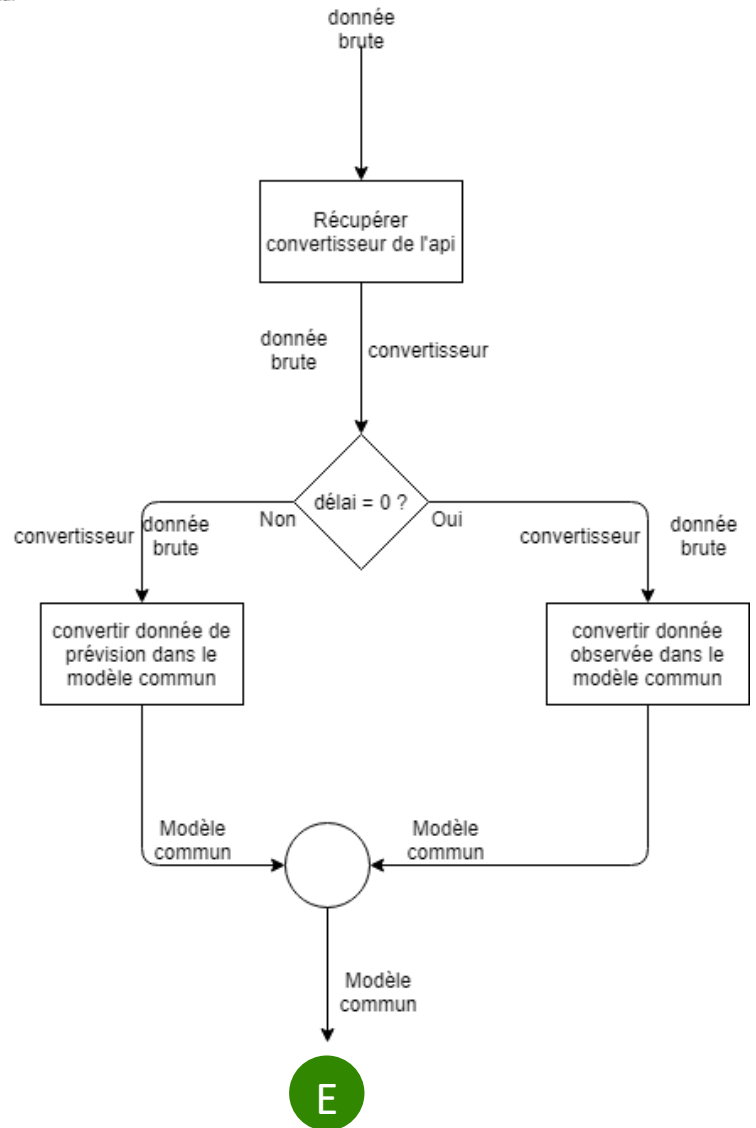 donnée
brute
Récupérer
convertisseur de l'api
donnée
brute
convertisseur
délai = 0 ?
Non
Oui
convertisseur
donnée
brute
convertisseur
donnée
brute
convertir donnée de
prévision dans le
modèle commun
convertir donnée
observée dans le
modèle commun
Modèle
commun
Modèle
commun
Modèle
commun
E